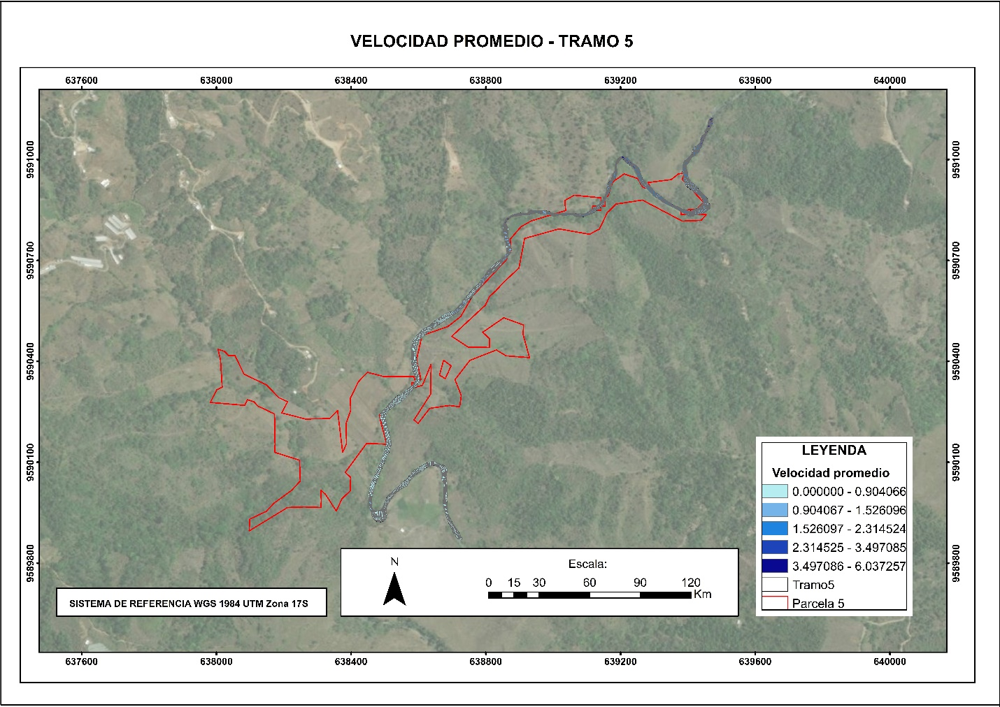 VELOCIDAD PROMEDIO - TRAMO 5
637600 638000 638400 638800 639200 639600 640000
9591000 9591000
9590700 9590700
9590400 9590400
9590100 9590100
9589800 9589800
LEYENDA
Velocidad promedio
0.000000 - 0.904066
0.904067 - 1.526096
1.526097 - 2.314524
2.314525 - 3.497085
3.497086 - 6.037257
Tramo5
Parcela 5
N
Escala:
0 15 30 60 90 120
Km
SISTEMA DE REFERENCIA WGS 1984 UTM Zona 17S
637600 638000 638400 638800 639200 639600 640000